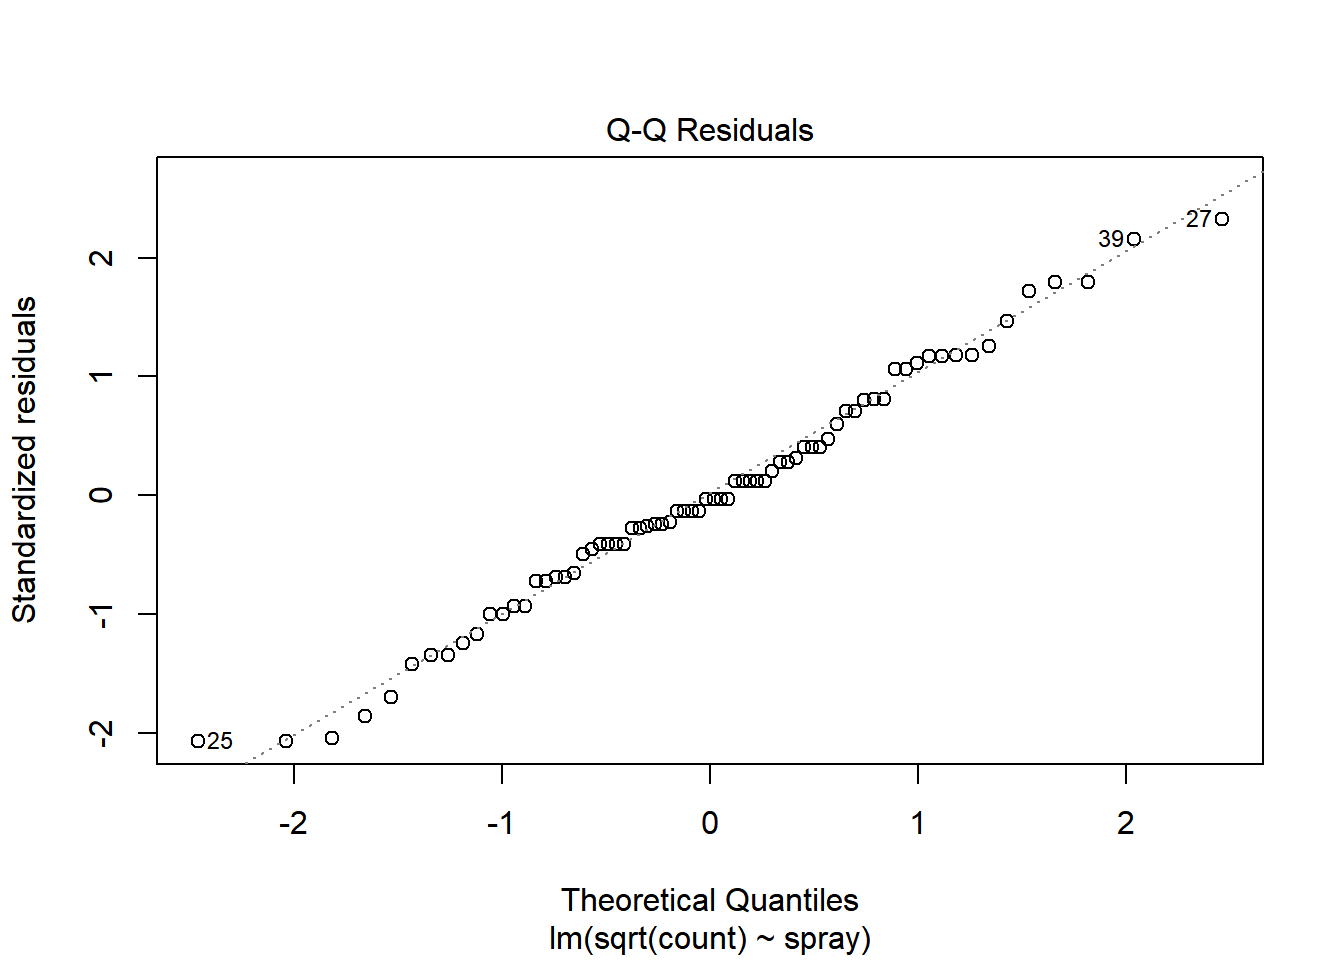 Q-Q Residuals
Standardized residuals
2
1
0
-1
-2
39
27
25
-2 -1 0 1 2
Theoretical Quantiles
lm(sqrt(count) ~ spray)